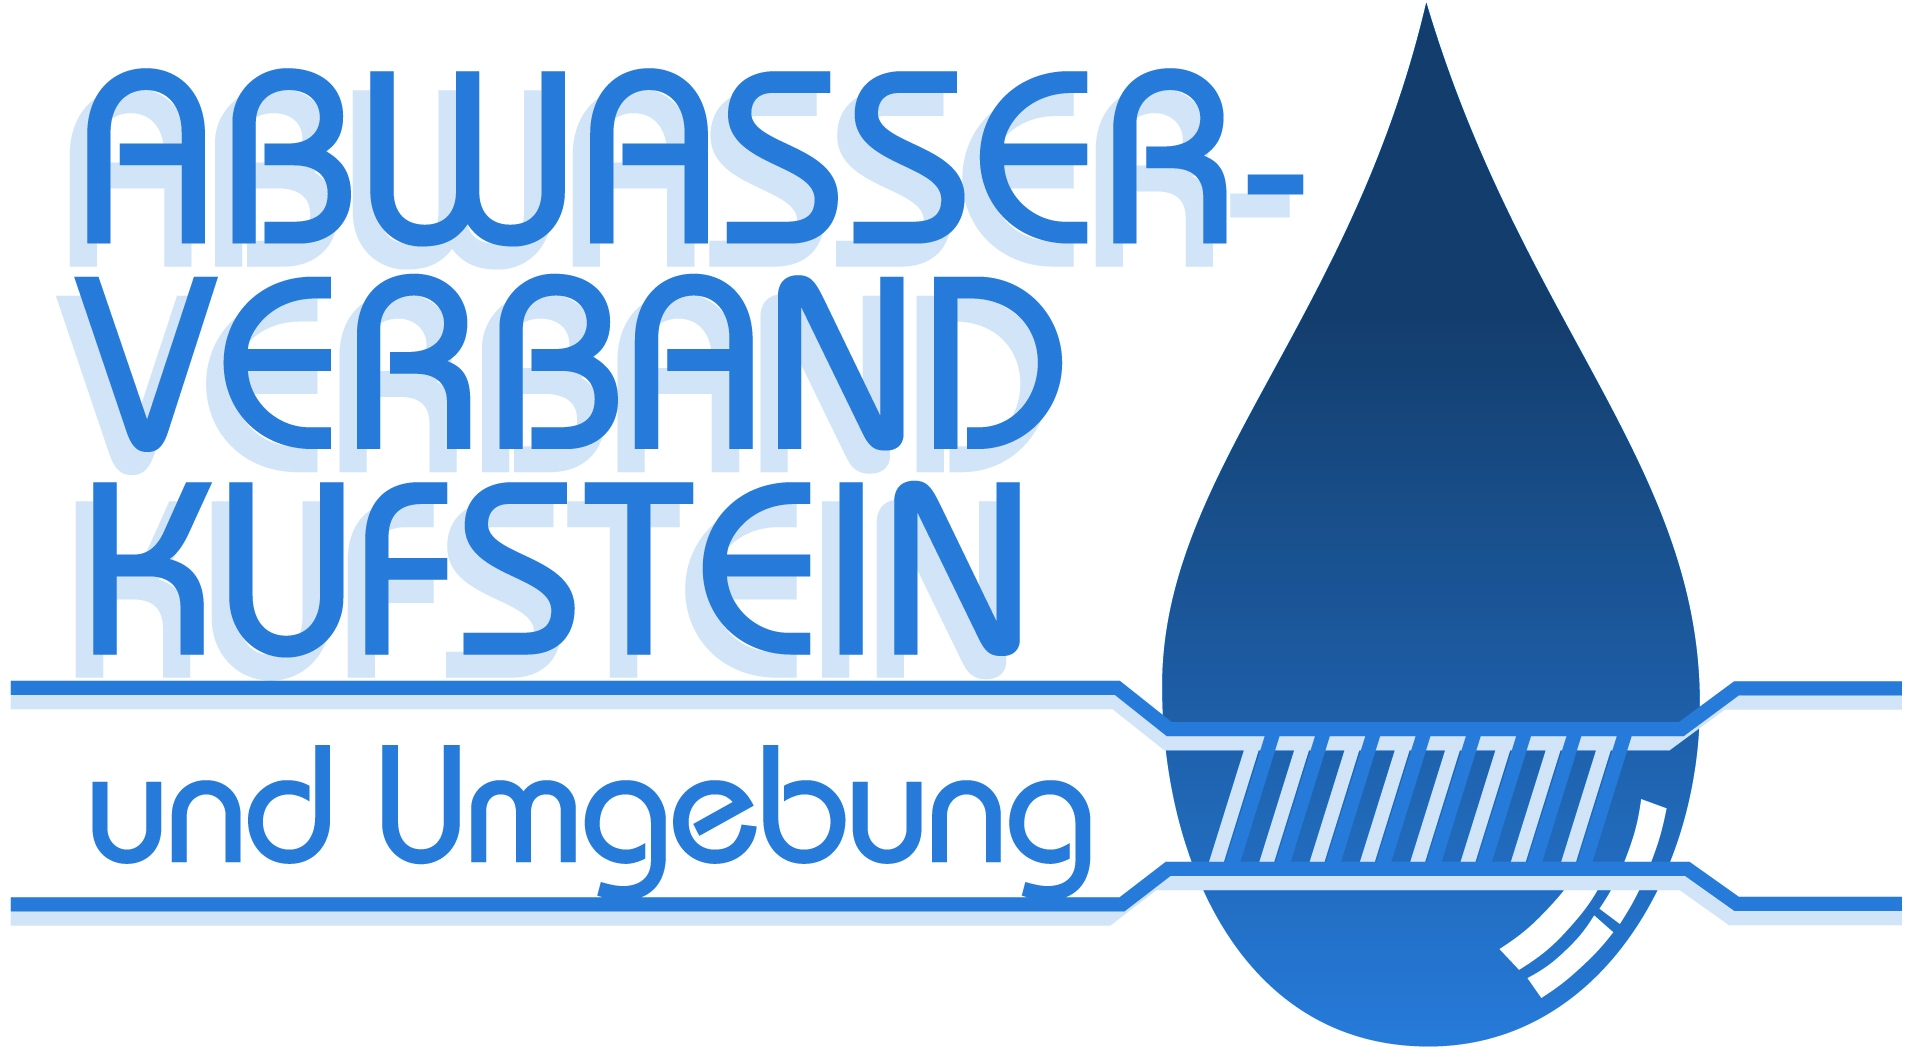 ABWASSER-
VERBAND
KUFSTEIN
und Umgebung